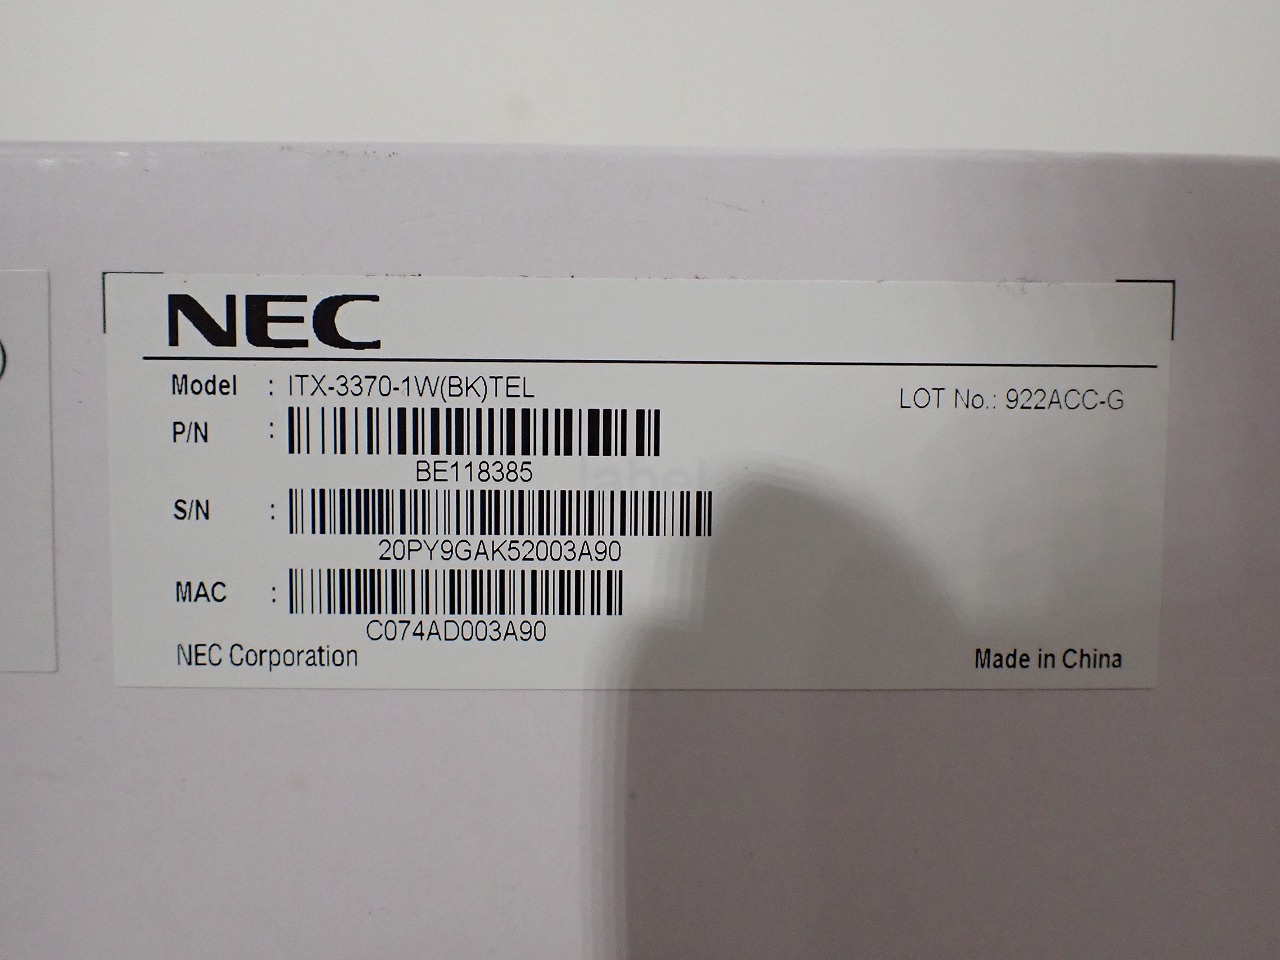 NEC
Model : ITX-3370-1W(BK)TEL
LOT No.: 922ACC-G
P/N :
BE118385
S/N :
20PY9GAK52003A90
MAC :
C074AD003A90
NEC Corporation
Made in China